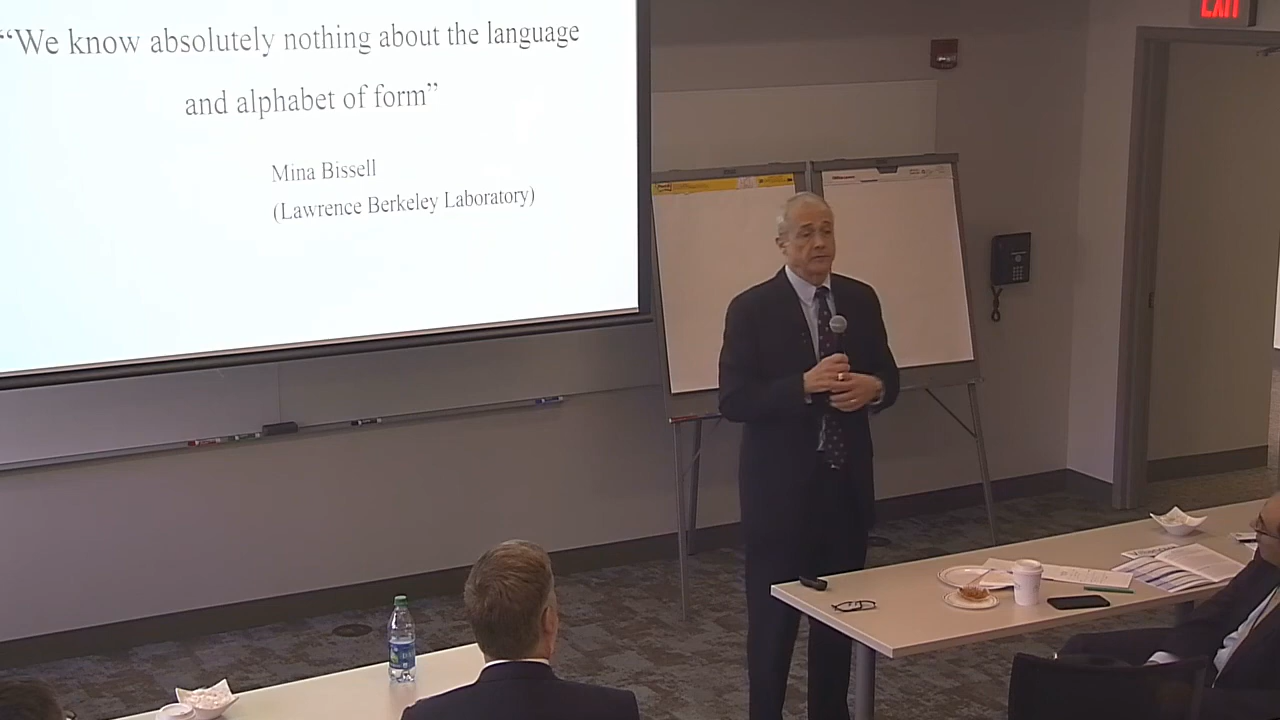 “We know absolutely nothing about the language
and alphabet of form”
Mina Bissell
(Lawrence Berkeley Laboratory)
EXIT